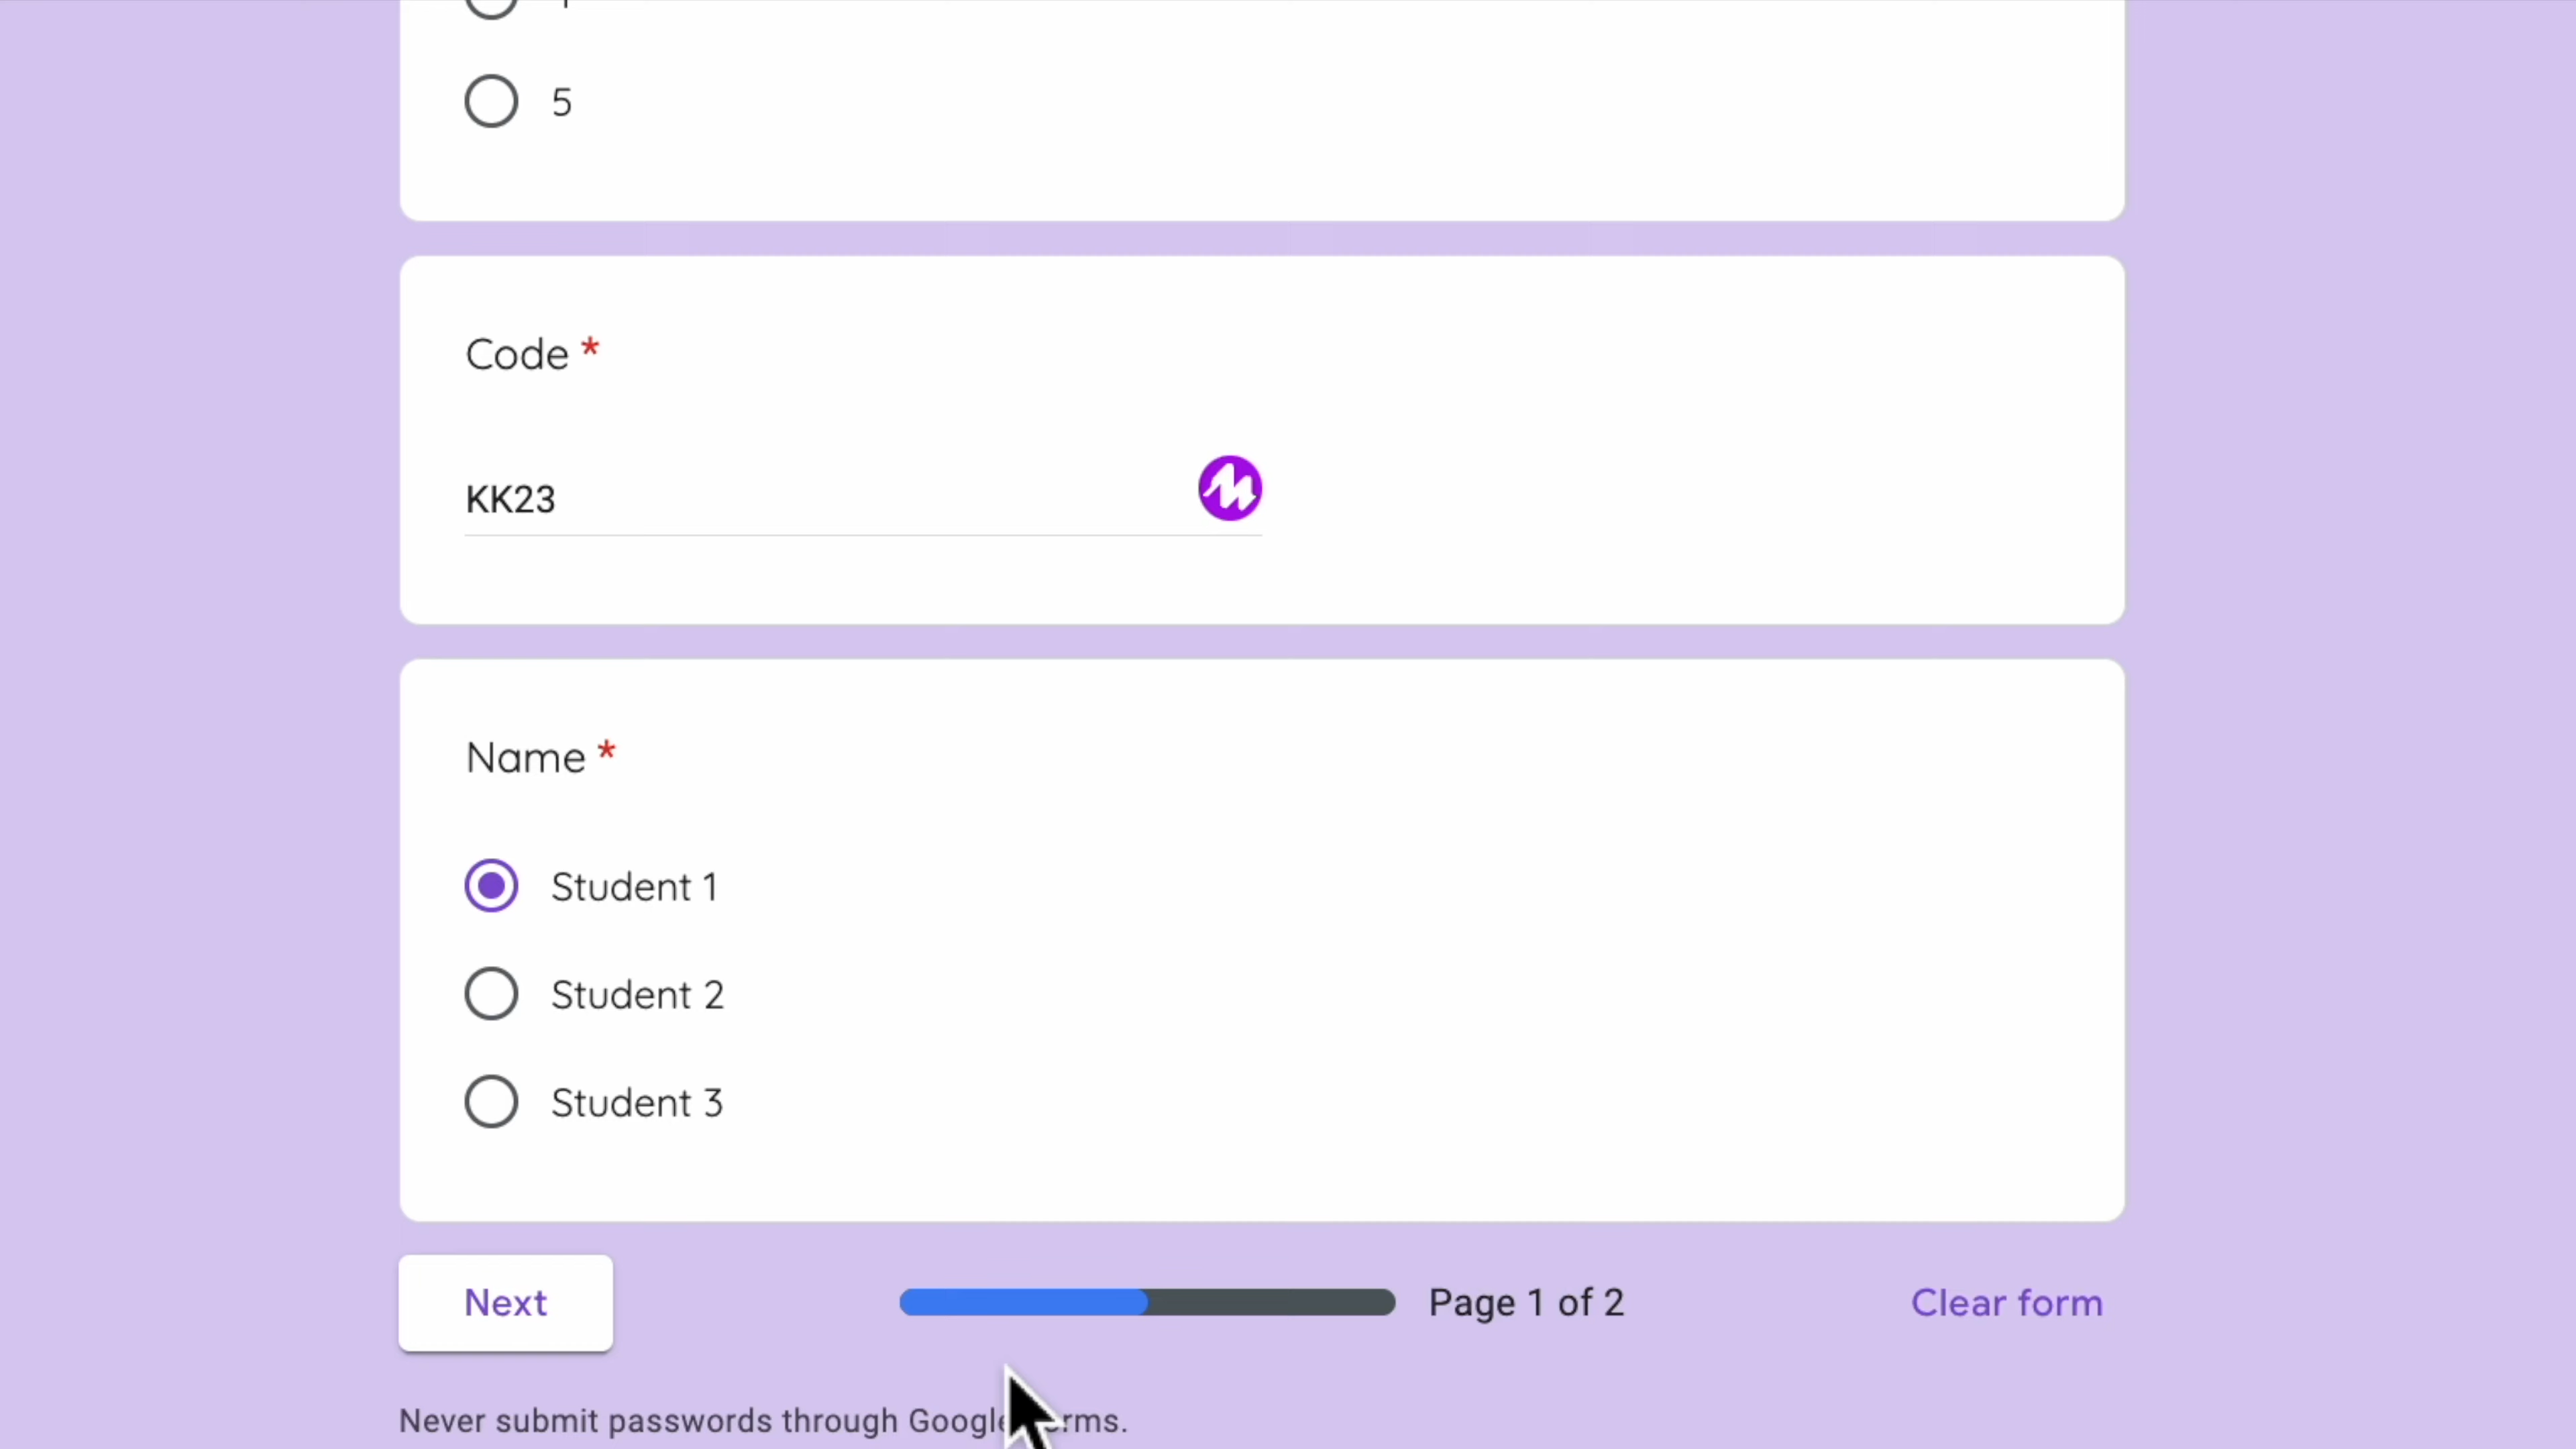 5
Code *
KK23
Name *
Student 1
Student 2
Student 3
Next
Page 1 of 2
Clear form
Never submit passwords through